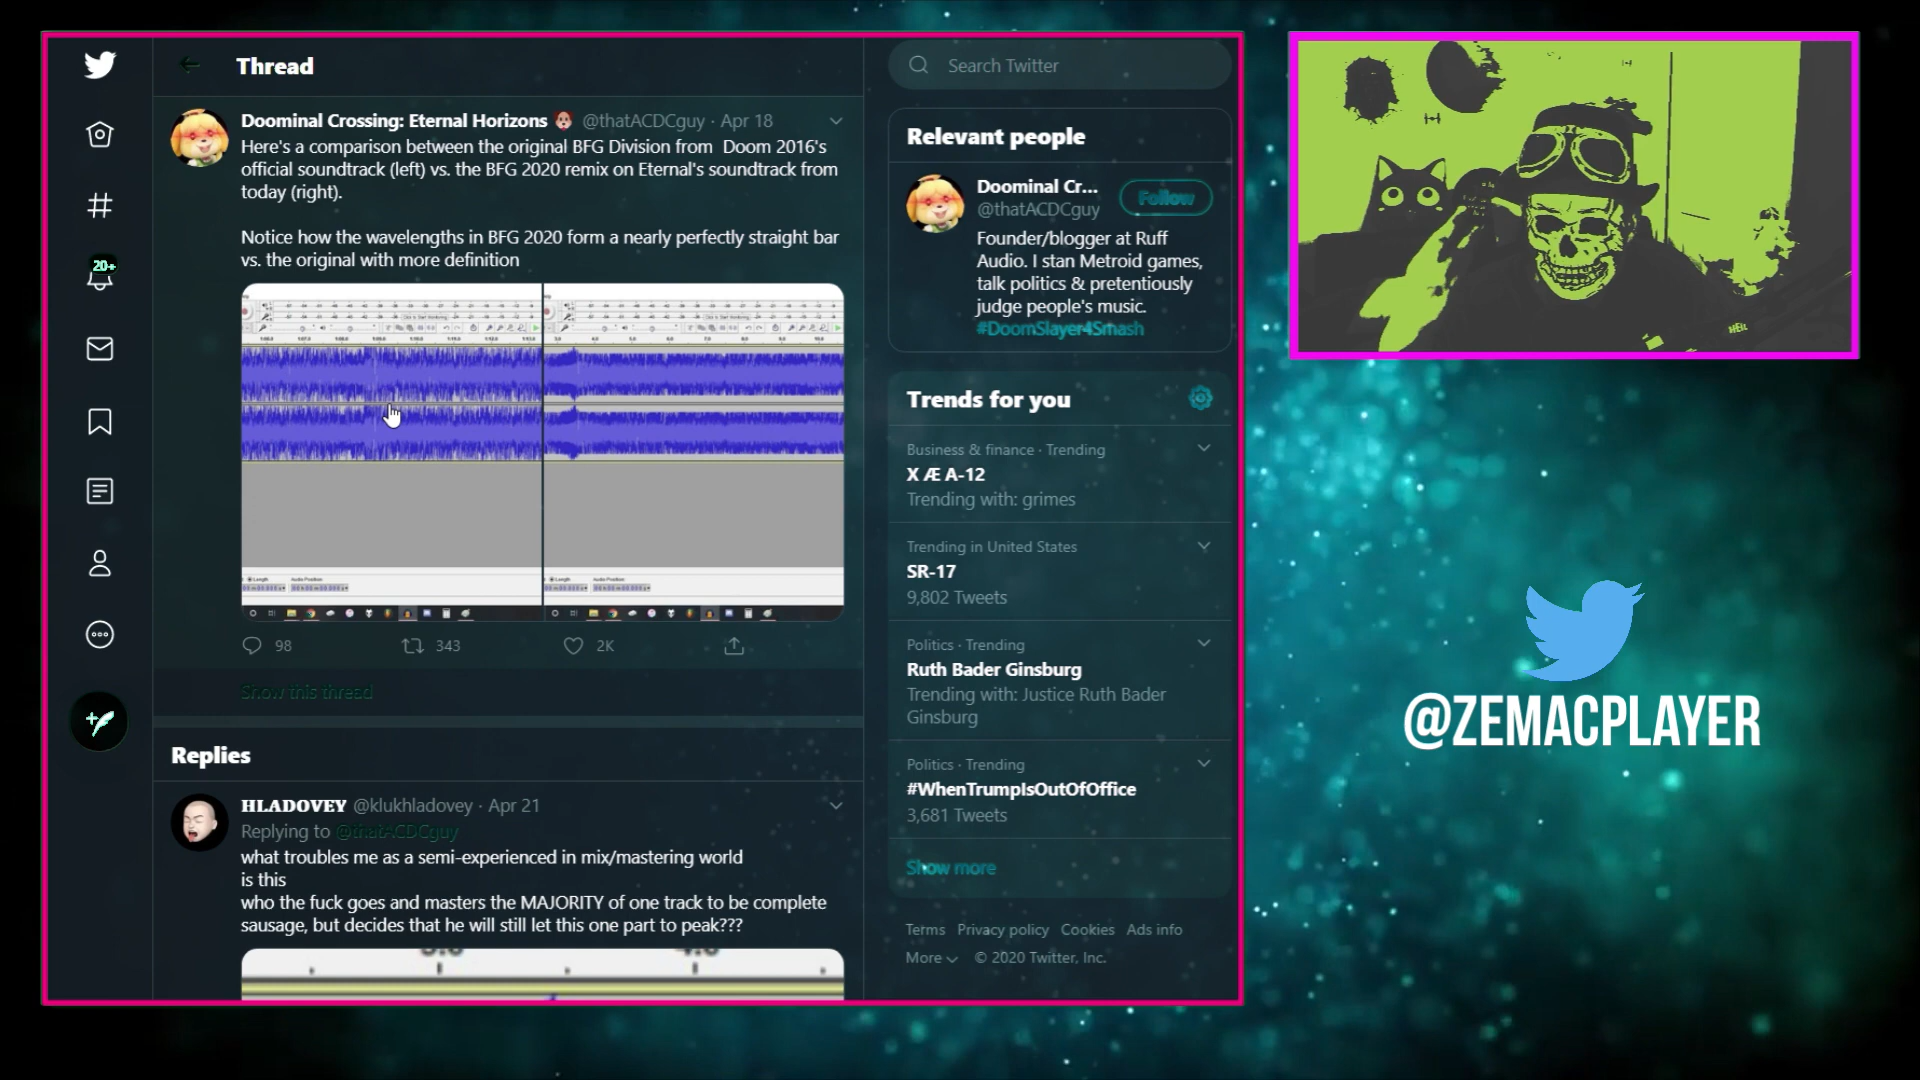 Thread
Search Twitter
20+
Doominal Crossing: Eternal Horizons @thatACDCguy · Apr 18
Here's a comparison between the original BFG Division from Doom 2016's
official soundtrack (left) vs. the BFG 2020 remix on Eternal's soundtrack from
today (right).
Notice how the wavelengths in BFG 2020 form a nearly perfectly straight bar
vs. the original with more definition
98 343 2K
Show this thread
Replies
HLADOVEY @klukhladovey · Apr 21
Replying to @thatACDCguy
what troubles me as a semi-experienced in mix/mastering world
is this
who the fuck goes and masters the MAJORITY of one track to be complete
sausage, but decides that he will still let this one part to peak???
Relevant people
Doominal Cr...
@thatACDCguy
Follow
Founder/blogger at Ruff
Audio. I stan Metroid games,
talk politics & pretentiously
judge people's music.
#DoomSlayer4Smash
Trends for you
Business & finance · Trending
X Æ A-12
Trending with: grimes
Trending in United States
SR-17
9,802 Tweets
Politics · Trending
Ruth Bader Ginsburg
Trending with: Justice Ruth Bader
Ginsburg
Politics · Trending
#WhenTrumpIsOutOfOffice
3,681 Tweets
Show more
Terms Privacy policy Cookies Ads info
More © 2020 Twitter, Inc.
@ZEMACPLAYER